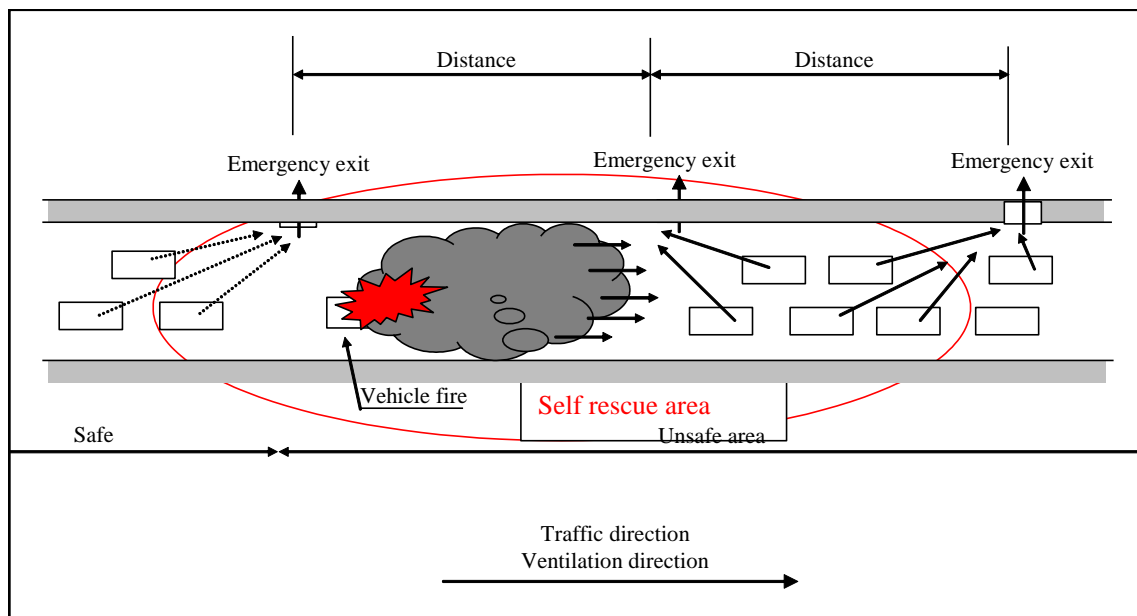 Distance
Distance
Emergency exit
Emergency exit
Emergency exit
Vehicle fire
Self rescue area
Safe
Unsafe area
Traffic direction
Ventilation direction